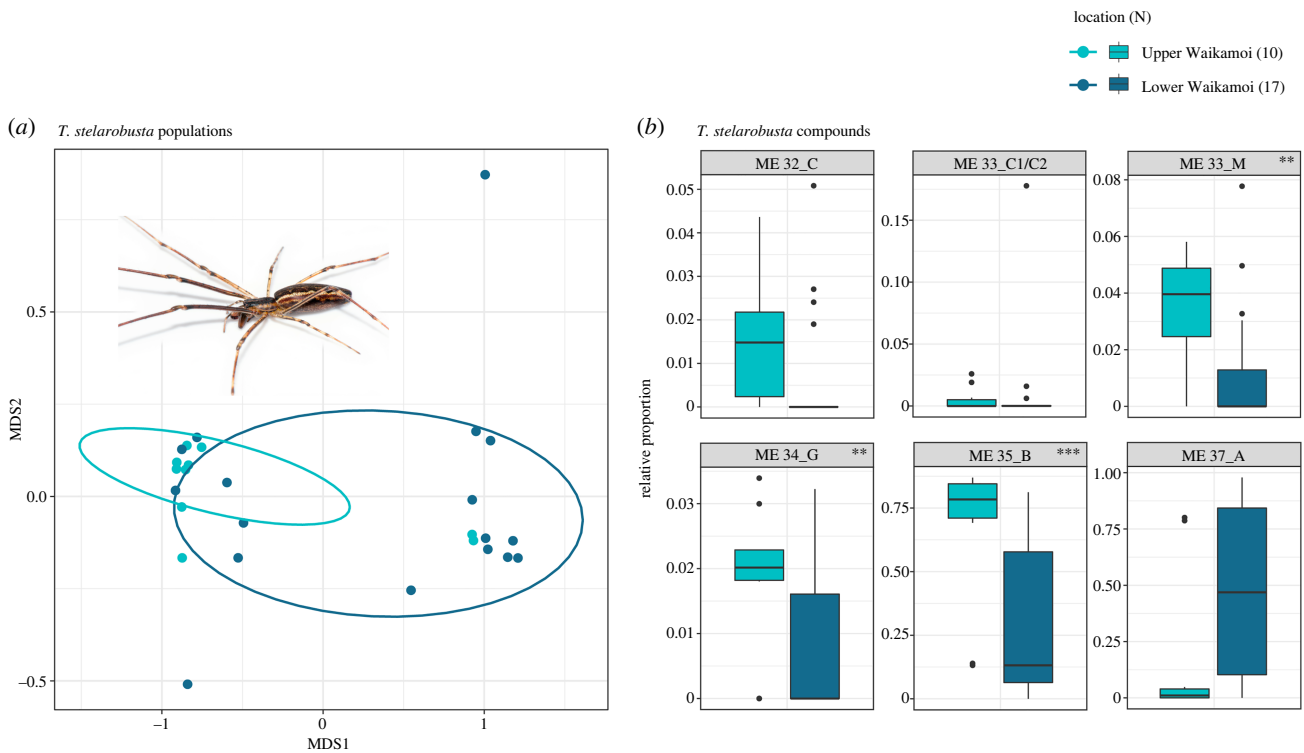 location (N)
Upper Waikamoi (10)
Lower Waikamoi (17)
(a) T. stelarobusta populations
MDS2
0.5
0.0
−0.5
−1 0 1
MDS1
(b) T. stelarobusta compounds
relative proportion
ME 32_C
0.05
0.04
0.03
0.02
0.01
0
ME 33_C1/C2
0.15
0.10
0.05
0
ME 33_M **
0.08
0.06
0.04
0.02
0
ME 34_G **
0.03
0.02
0.01
0
ME 35_B ***
0.75
0.50
0.25
0
ME 37_A
1.00
0.75
0.50
0.25
0